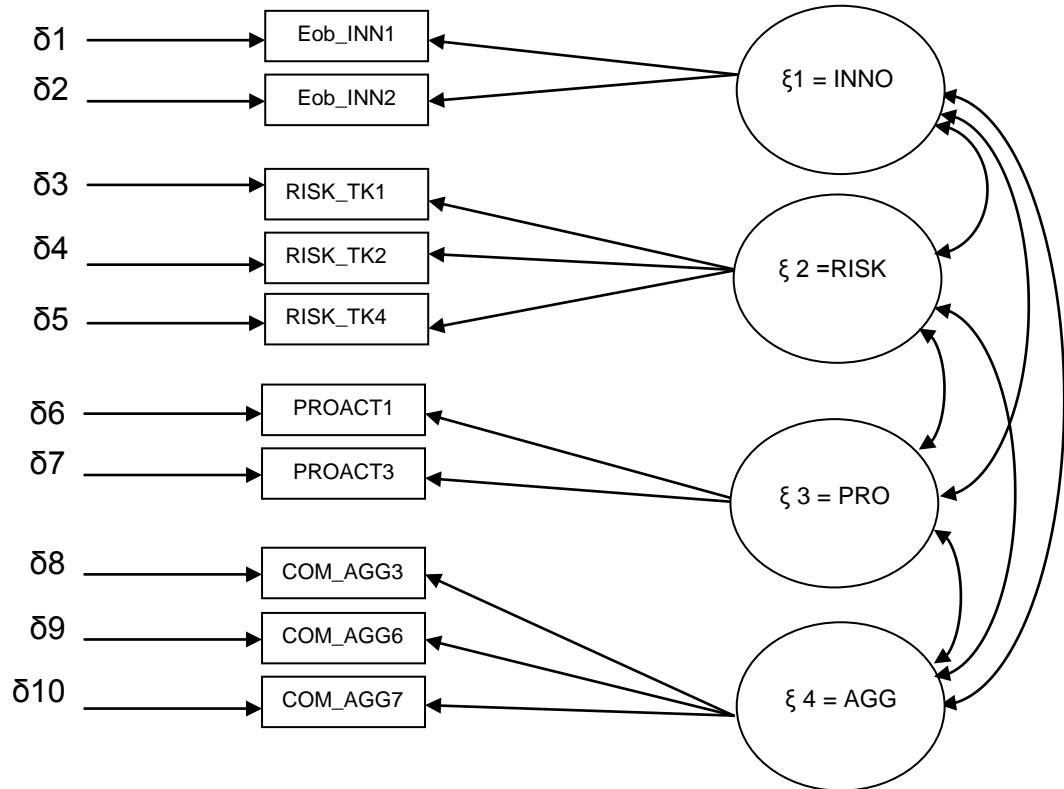 δ1
Eob_INN1
δ2
Eob_INN2
ξ1 = INNO
δ3
RISK_TK1
δ4
RISK_TK2
δ5
RISK_TK4
ξ 2 =RISK
δ6
PROACT1
δ7
PROACT3
ξ 3 = PRO
δ8
COM_AGG3
δ9
COM_AGG6
δ10
COM_AGG7
ξ 4 = AGG